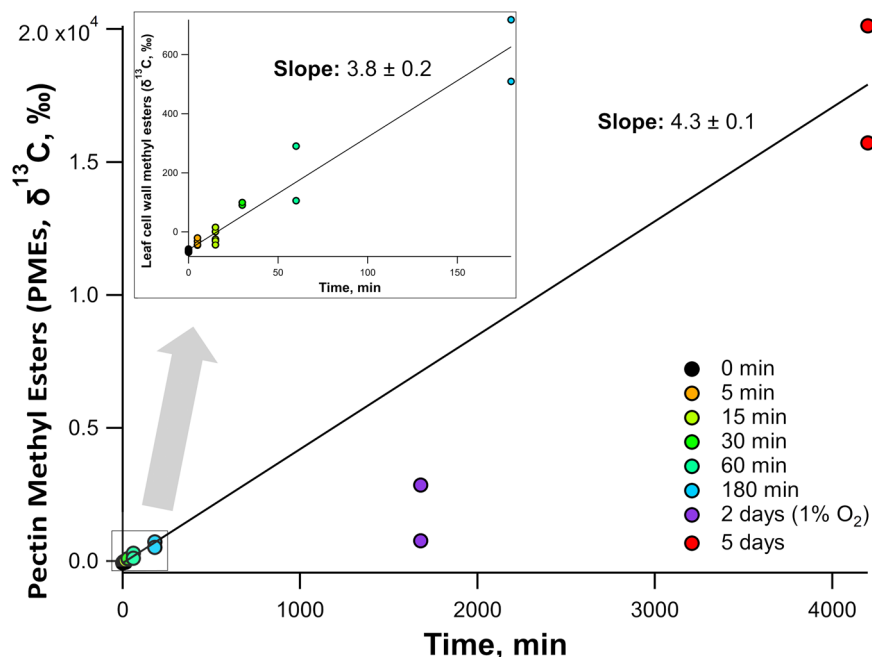 2.0 x10⁴
1.5
1.0
0.5
0.0
Pectin Methyl Esters (PMEs, δ¹³C, ‰)
0
1000
2000
3000
4000
Time, min
600
400
200
0
Leaf cell wall methyl esters (δ¹³C, ‰)
0
50
100
150
Time, min
Slope: 3.8 ± 0.2
Slope: 4.3 ± 0.1
0 min
5 min
15 min
30 min
60 min
180 min
2 days (1% O₂)
5 days